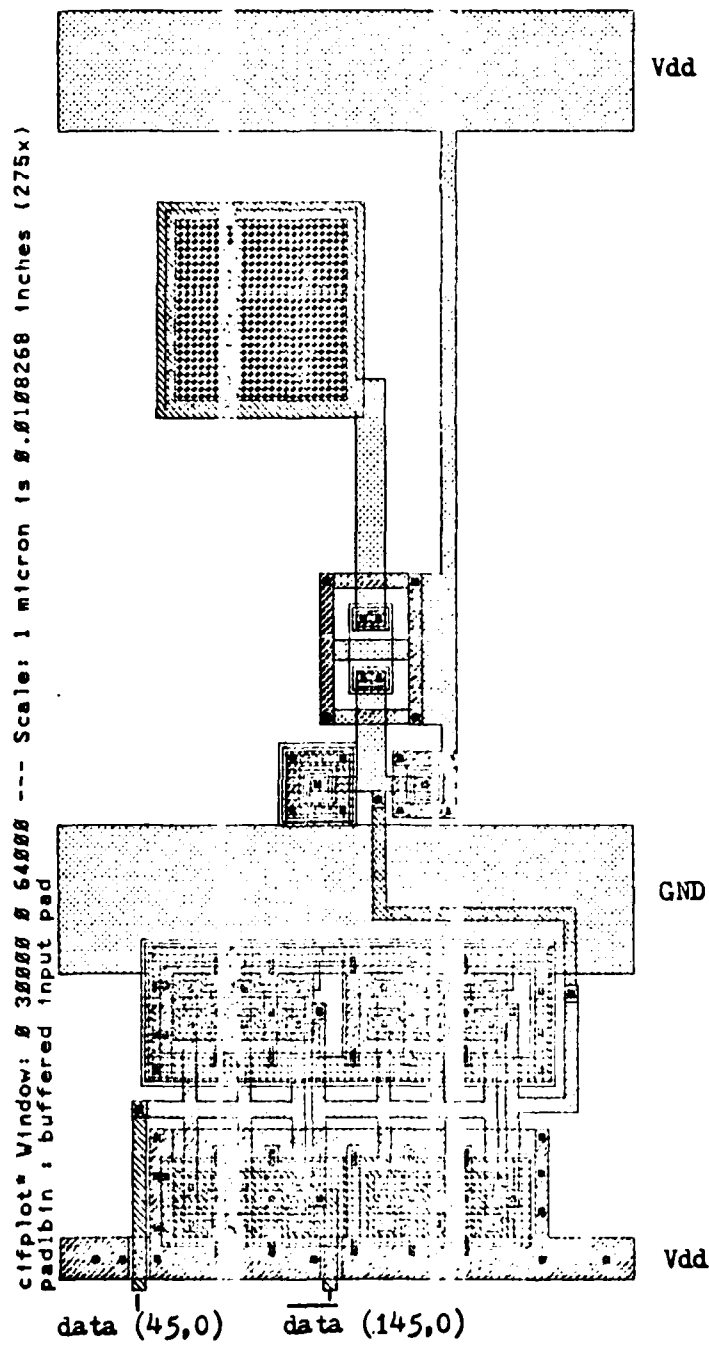 cifplot* Window: 0 30000 0 64000 --- Scale: 1 micron is 0.0108268 inches (275x)
padibin : buffered input pad
Vdd
GND
Vdd
data (45,0)
data (145,0)